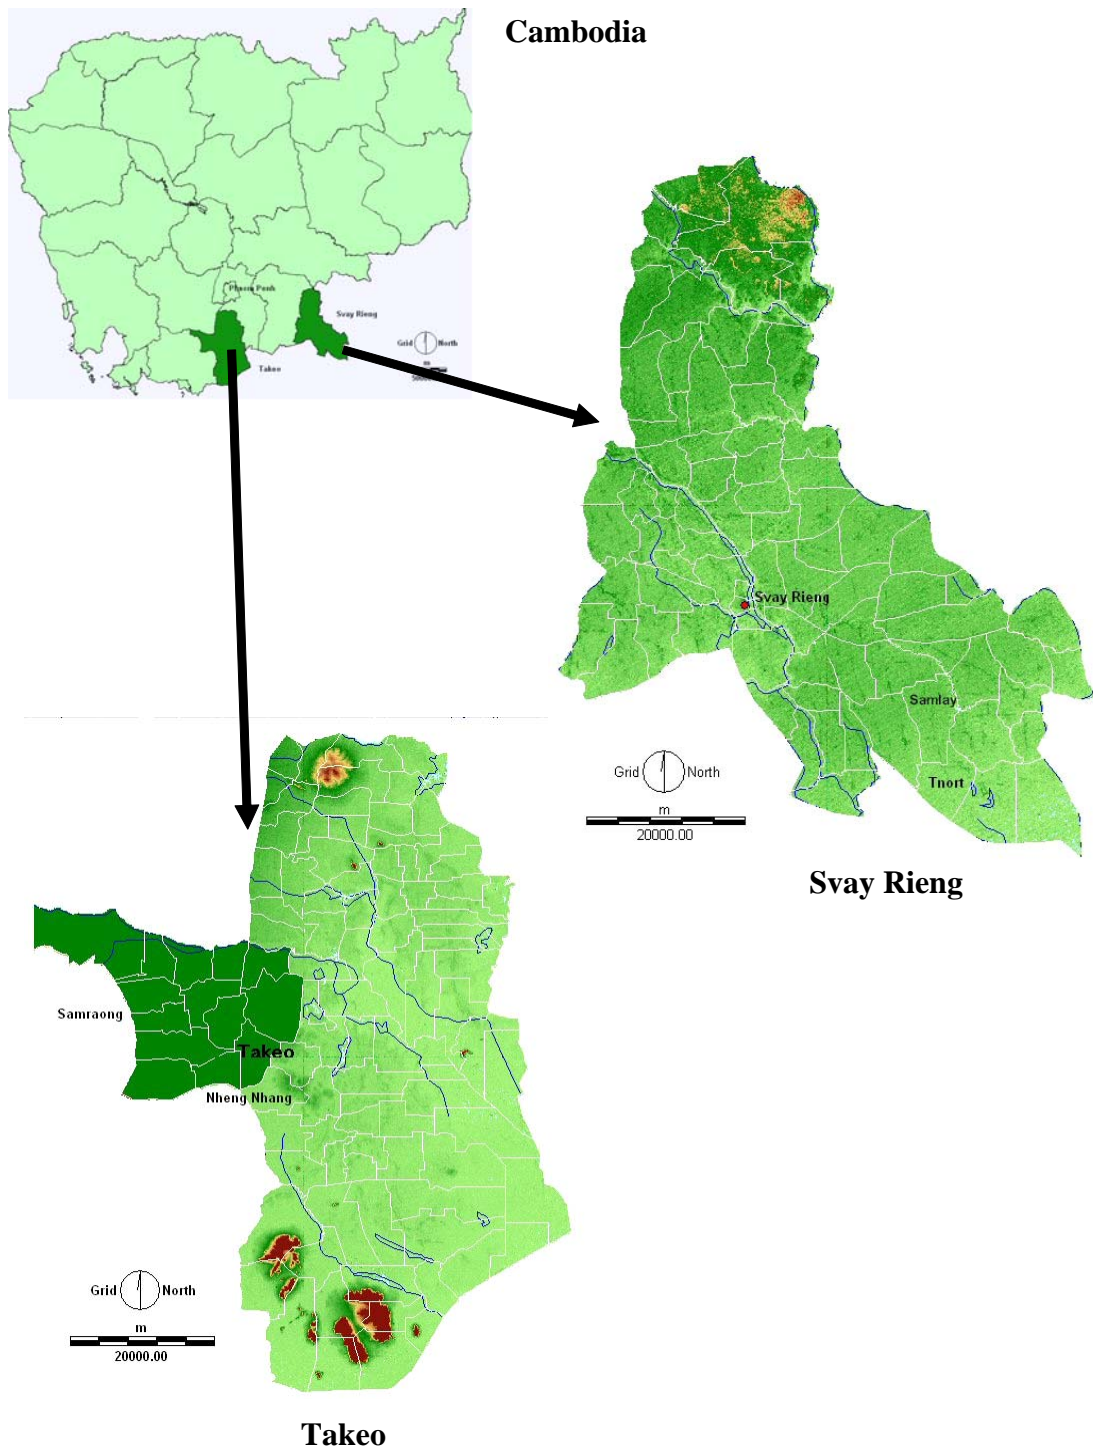 Cambodia
Phnom Penh
Svay Rieng
Grid North
m
Takeo
Svay Rieng
Samlay
Grid North
m
20000.00
Tnort
Svay Rieng
Samraong
Takeo
Nheng Nhang
Grid North
m
20000.00
Takeo